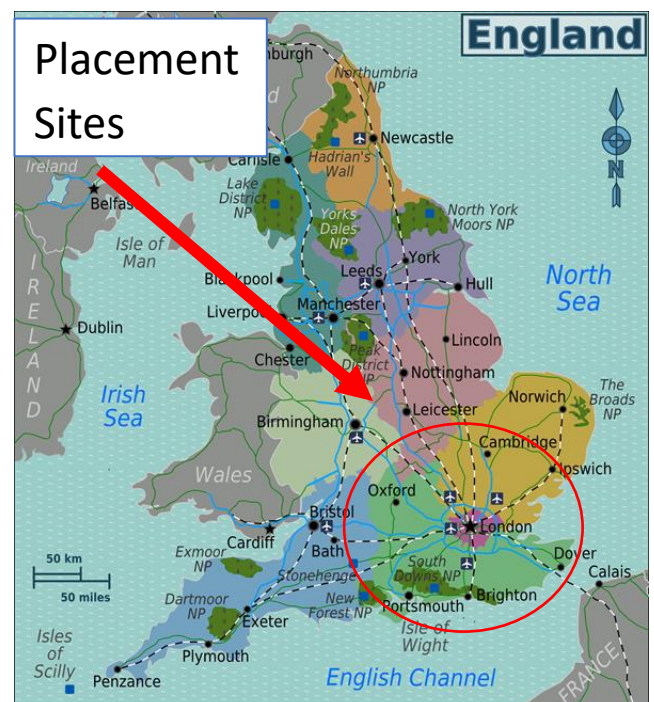 Placement
Sites
England
nburgh
d
Northumbria
NP
Newcastle
Carlisle
Hadrian's
Wall
N
Ireland
Belfas
Lake
District
NP
Yorks
Dales
NP
North York
Moors NP
Isle of
Man
York
Leeds
Hull
Blackpool
North
Sea
Liverpool
Manchester
IRELAND
Dublin
Lincoln
Chester
Peak
District
NP
Nottingham
Irish
Sea
Leicester
Norwich
The
Broads
NP
Birmingham
Cambridge
Ipswich
Wales
Oxford
London
Bristol
Cardiff
Bath
Dover
Calais
50 km
50 miles
Exmoor
NP
Stonehenge
South
Downs NP
Dartmoor
NP
New
Forest NP
Portsmouth
Brighton
Exeter
Isle of
Wight
Isles
of
Scilly
Plymouth
Penzance
English Channel
FRANCE